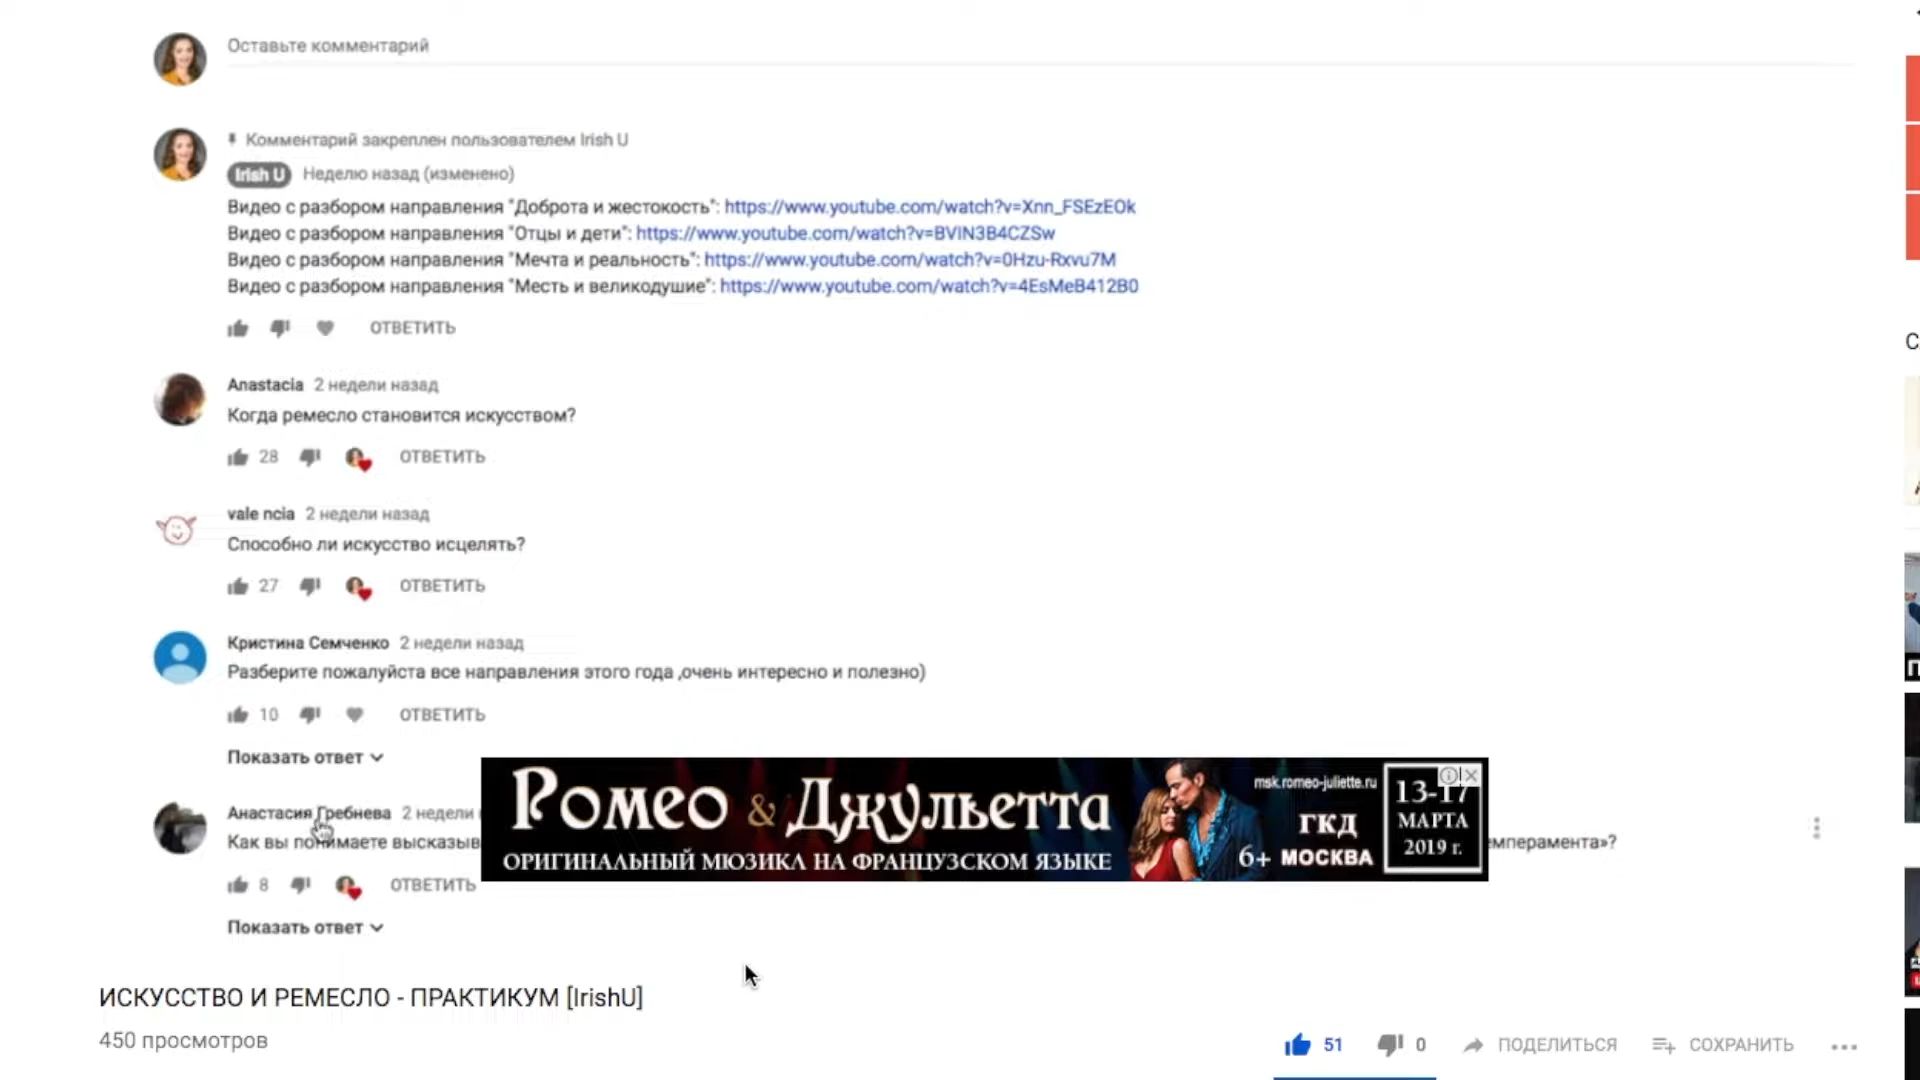 Оставьте комментарий
Комментарий закреплен пользователем Irish U
Irish U Неделю назад (изменено)
Видео с разбором направления "Доброта и жестокость": https://www.youtube.com/watch?v=Xnn_FSEzEOk
Видео с разбором направления "Отцы и дети": https://www.youtube.com/watch?v=BVIN3B4CZSw
Видео с разбором направления "Мечта и реальность": https://www.youtube.com/watch?v=0Hzu-Rxvu7M
Видео с разбором направления "Месть и великодушие": https://www.youtube.com/watch?v=4EsMeB412B0
ОТВЕТИТЬ
Anastacia 2 недели назад
Когда ремесло становится искусством?
28 ОТВЕТИТЬ
vale ncia 2 недели назад
Способно ли искусство исцелять?
27 ОТВЕТИТЬ
Кристина Семченко 2 недели назад
Разберите пожалуйста все направления этого года ,очень интересно и полезно)
10 ОТВЕТИТЬ
Показать ответ
Анастасия Гребнева 2 недели
Как вы понимаете высказыв
емперамента»?
8 ОТВЕТИТЬ
Показать ответ
Ромео & Джульетта
ОРИГИНАЛЬНЫЙ МЮЗИКЛ НА ФРАНЦУЗСКОМ ЯЗЫКЕ
msk.romeo-juliette.ru
ГКД
6+ МОСКВА
13-17
МАРТА
2019 г.
ИСКУССТВО И РЕМЕСЛО - ПРАКТИКУМ [IrishU]
450 просмотров
51 0 ПОДЕЛИТЬСЯ СОХРАНИТЬ